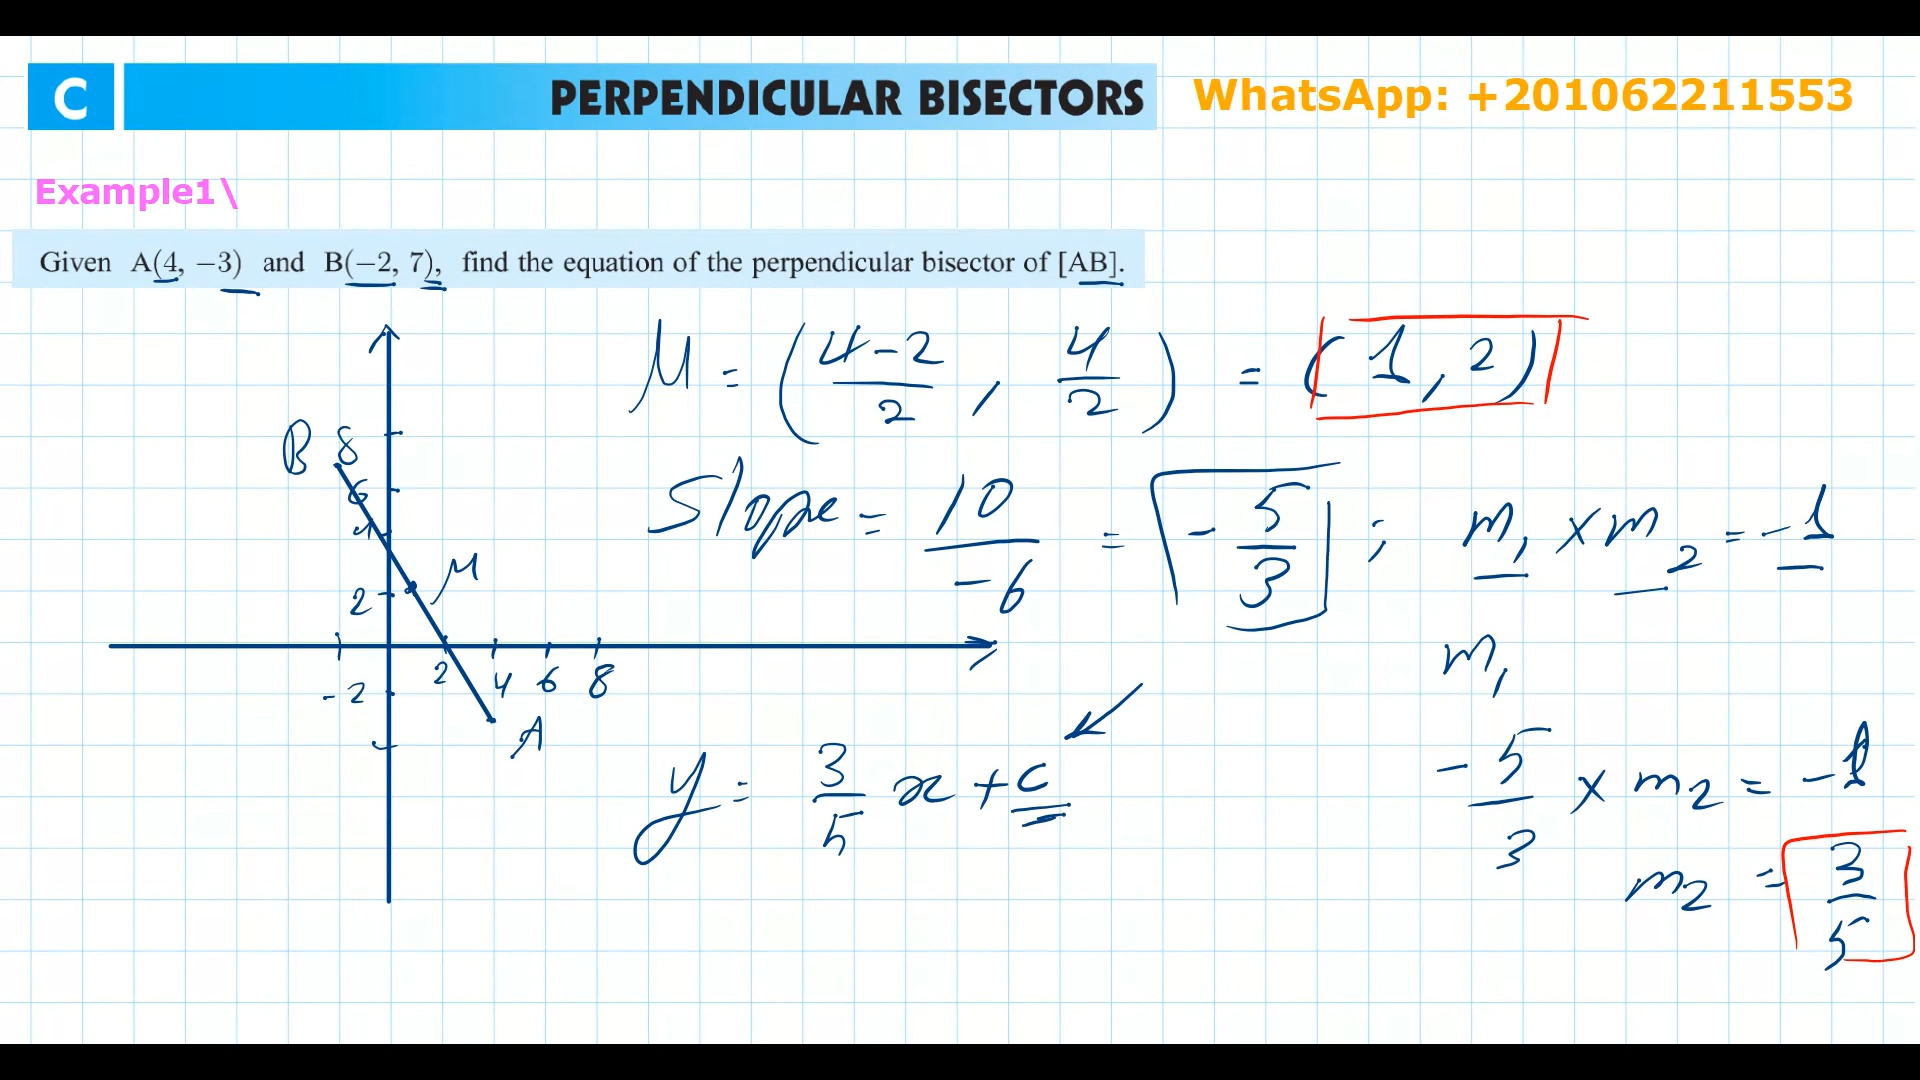 C PERPENDICULAR BISECTORS WhatsApp: +201062211553
Example1\
Given A(4, −3) and B(−2, 7), find the equation of the perpendicular bisector of [AB].
M = (4-2/2 , 4/2) = (1, 2)
Slope = 10/-6 = -5/3 ; m1 × m2 = -1
m1
-5/3 × m2 = -1
m2 = 3/5
y = 3/5 x + c
B 8
6
4
M
2
2 4 6 8
-2
A